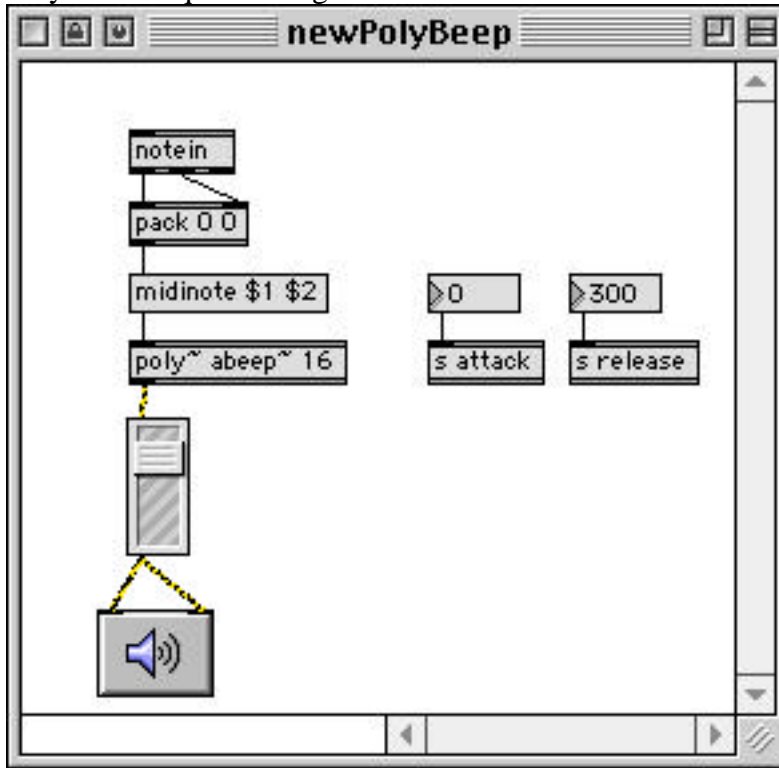 newPolyBeep
notein
pack 0 0
midinote $1 $2
0
300
poly~ abeep~ 16
s attack
s release